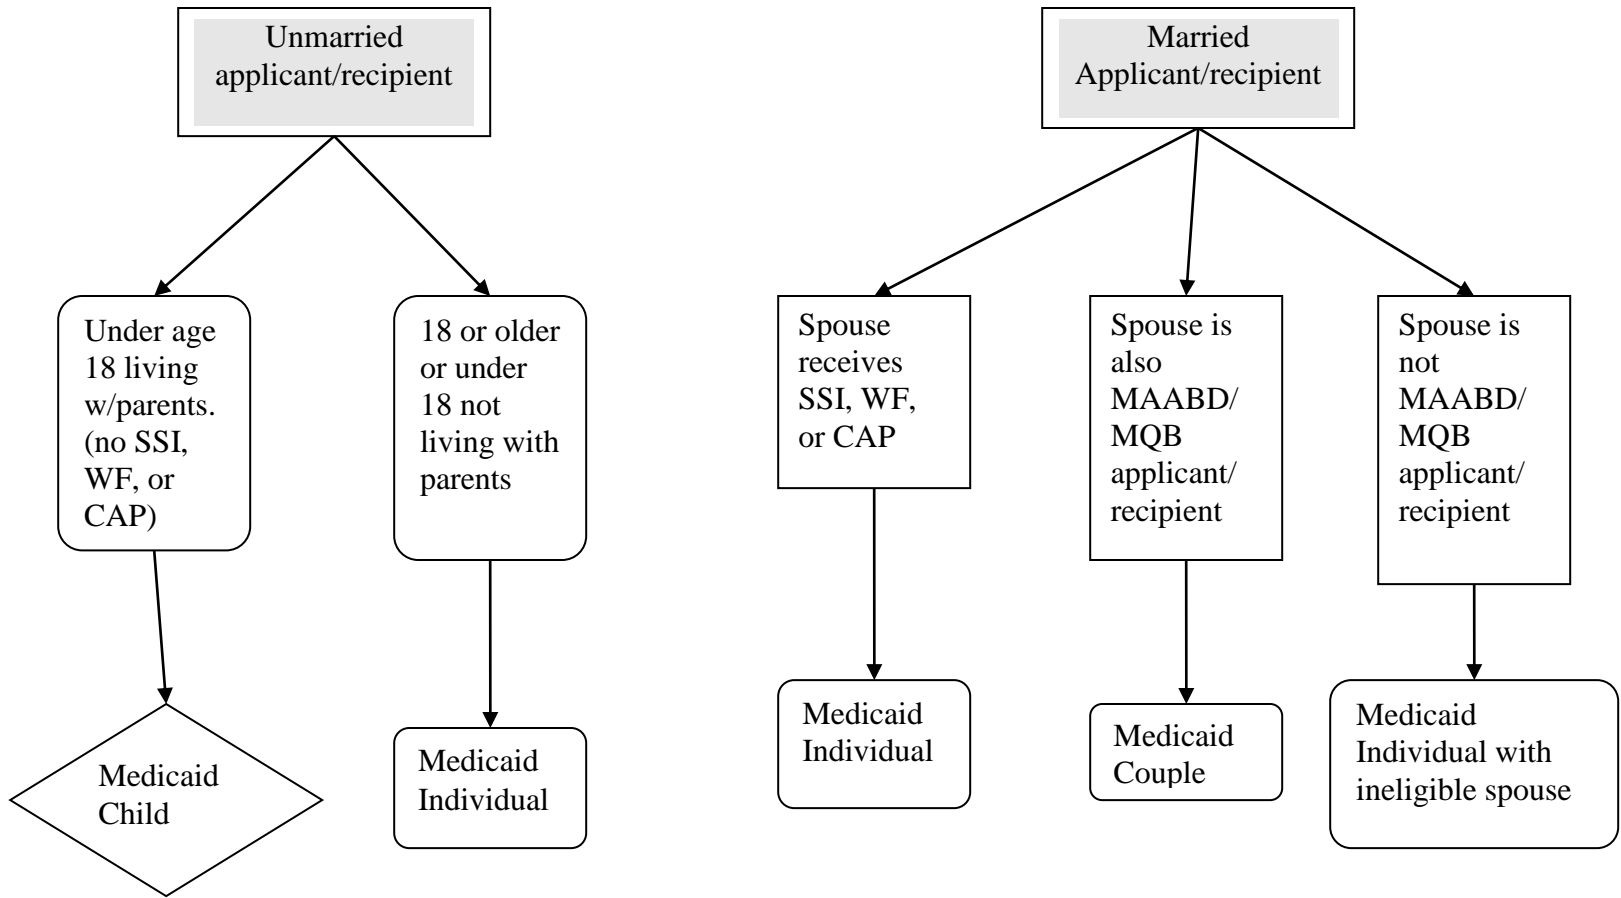 Unmarried
applicant/recipient
Married
Applicant/recipient
Under age
18 living
w/parents.
(no SSI,
WF, or
CAP)
18 or older
or under
18 not
living with
parents
Spouse
receives
SSI, WF,
or CAP
Spouse is
also
MAABD/
MQB
applicant/
recipient
Spouse is
not
MAABD/
MQB
applicant/
recipient
Medicaid
Child
Medicaid
Individual
Medicaid
Individual
Medicaid
Couple
Medicaid
Individual with
ineligible spouse